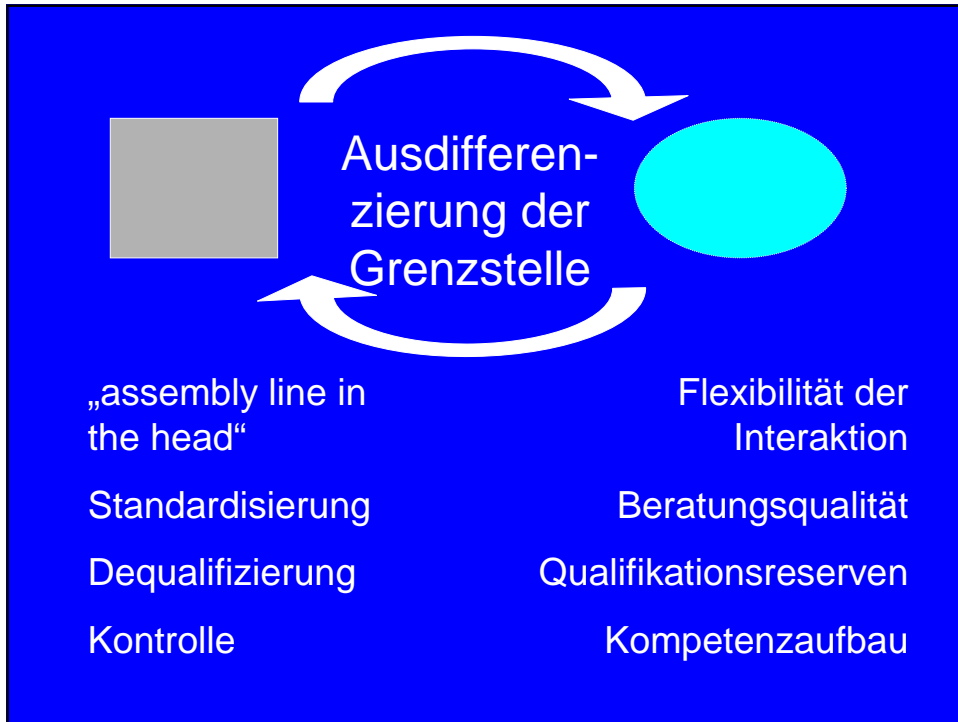 Ausdifferen-
zierung der
Grenzstelle
„assembly line in
the head“
Standardisierung
Dequalifizierung
Kontrolle
Flexibilität der
Interaktion
Beratungsqualität
Qualifikationsreserven
Kompetenzaufbau